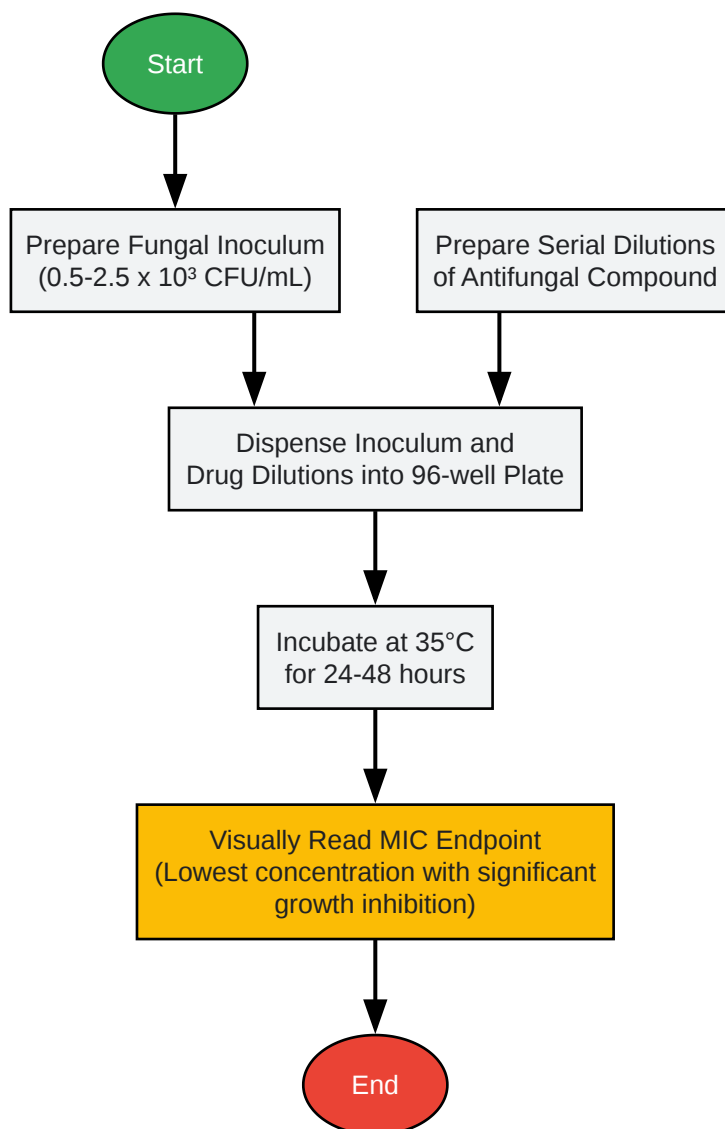 Start
Prepare Fungal Inoculum
(0.5-2.5 x 10³ CFU/mL)
Prepare Serial Dilutions
of Antifungal Compound
Dispense Inoculum and
Drug Dilutions into 96-well Plate
Incubate at 35°C
for 24-48 hours
Visually Read MIC Endpoint
(Lowest concentration with significant
growth inhibition)
End